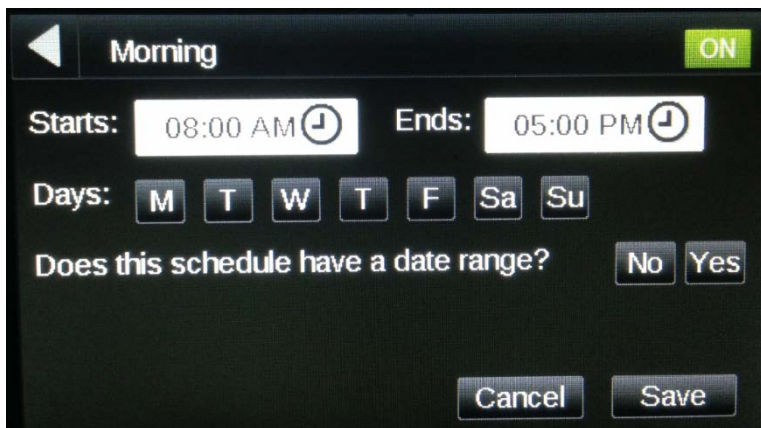 Morning ON
Starts: 08:00 AM Ends: 05:00 PM
Days: M T W T F Sa Su
Does this schedule have a date range? No Yes
Cancel Save